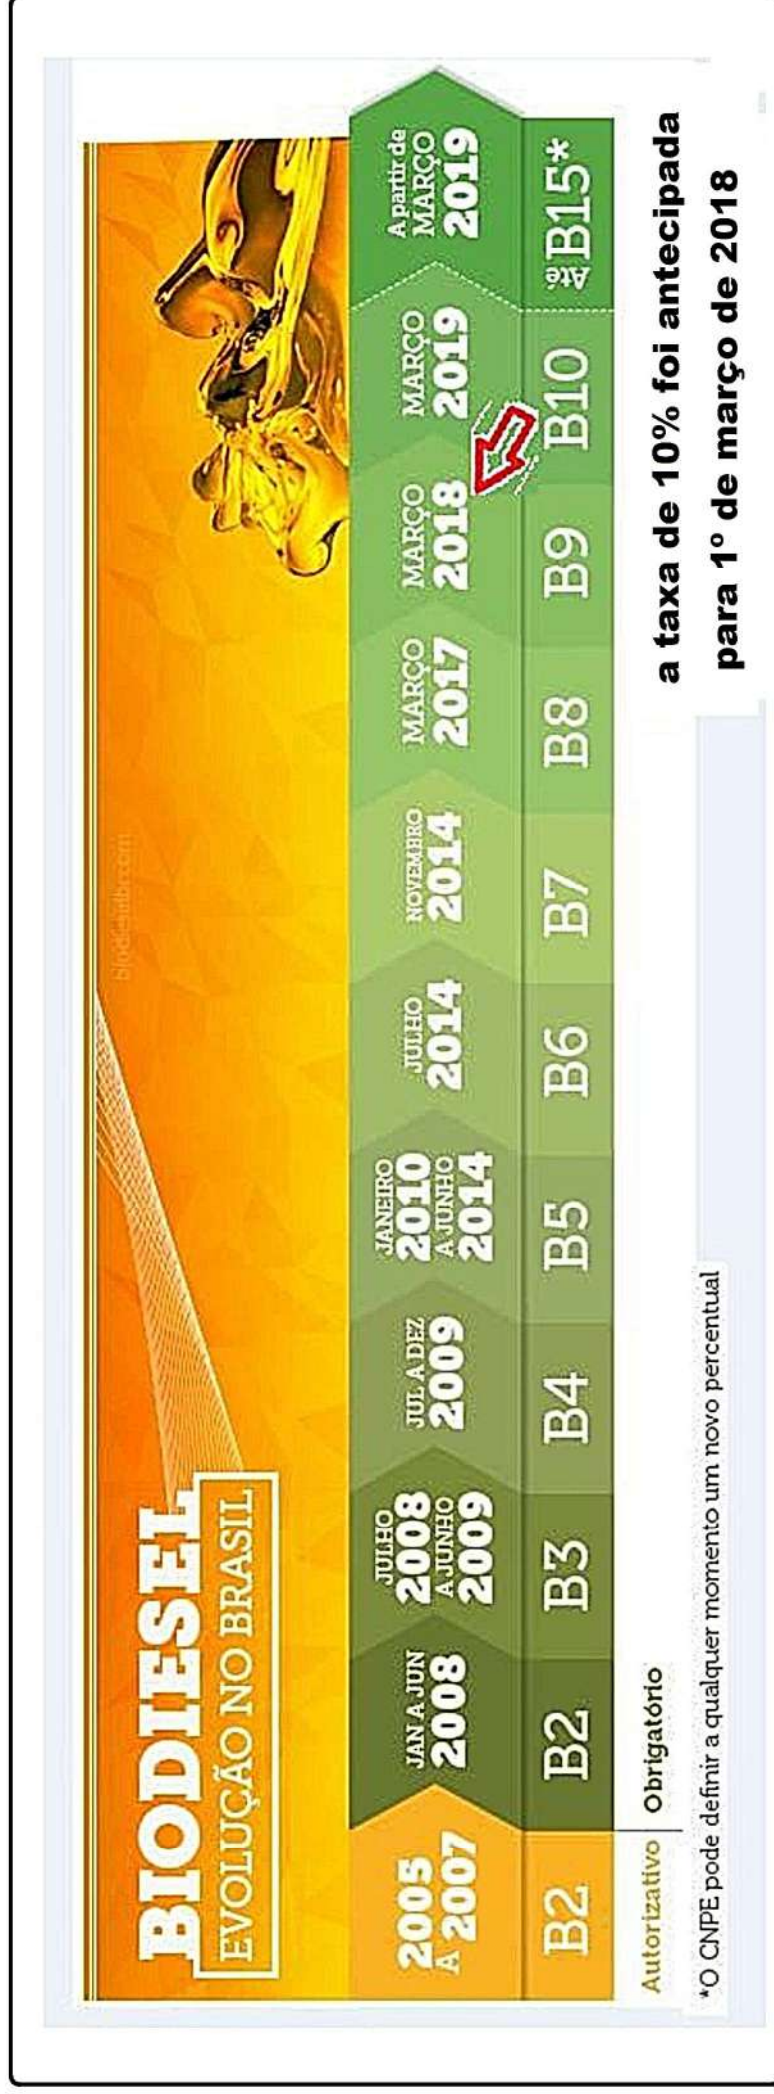 BIODIESEL
EVOLUÇÃO NO BRASIL
biodieselbr.com
2005
A 2007
B2
JAN A JUN
2008
B2
JULHO
2008
A JUNHO
2009
B3
JUL A DEZ
2009
B4
JANEIRO
2010
A JUNHO
2014
B5
JULHO
2014
B6
NOVEMBRO
2014
B7
MARÇO
2017
B8
MARÇO
2018
B9
MARÇO
2019
B10
A partir de
MARÇO
2019
Até B15*
Autorizativo
Obrigatório
a taxa de 10% foi antecipada
para 1º de março de 2018
*O CNPE pode definir a qualquer momento um novo percentual